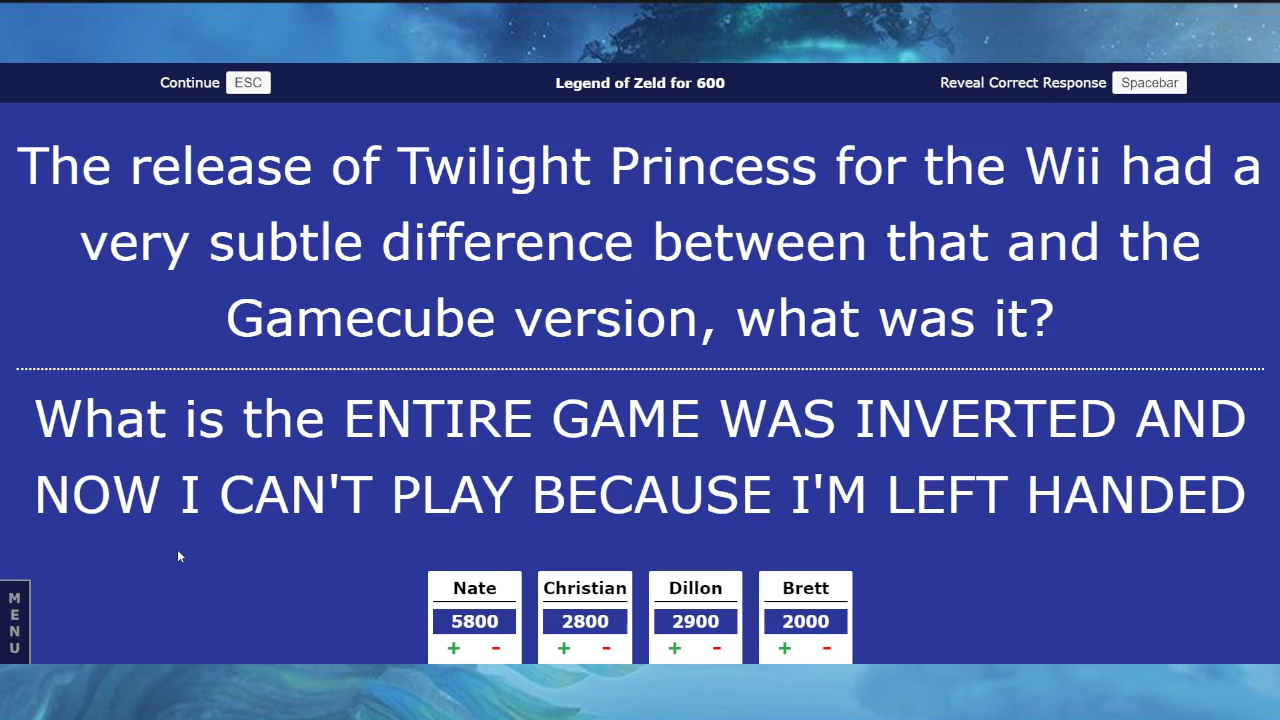 Continue ESC Legend of Zeld for 600 Reveal Correct Response Spacebar
The release of Twilight Princess for the Wii had a
very subtle difference between that and the
Gamecube version, what was it?
What is the ENTIRE GAME WAS INVERTED AND
NOW I CAN'T PLAY BECAUSE I'M LEFT HANDED
MENU
Nate Christian Dillon Brett
5800 2800 2900 2000
+ - + - + - + -